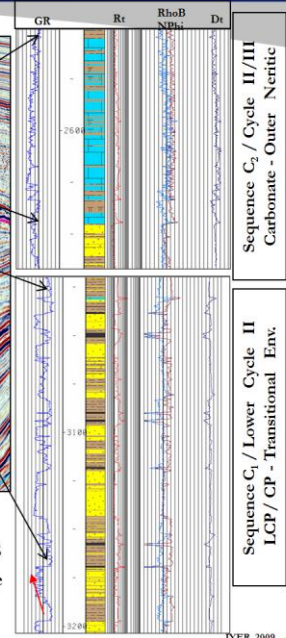 GR
Rt
RhoB
NPhi
Dt
2600
Sequence C2 / Cycle II/III
Carbonate - Outer Neritic
3100
Sequence C1 / Lower Cycle II
LCP / CP - Transitional Env.
3200
IYER, 2009